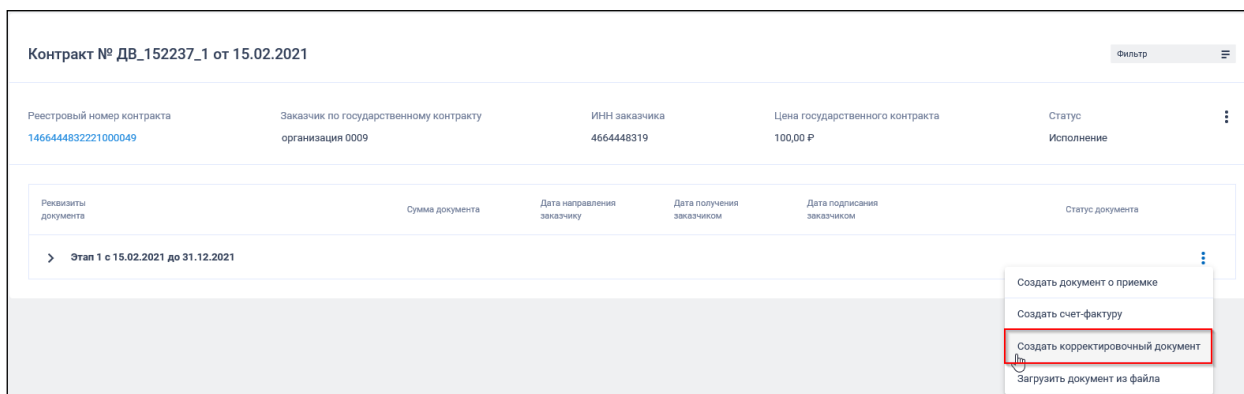 Контракт № ДВ_152237_1 от 15.02.2021
Фильтр
Реестровый номер контракта
Заказчик по государственному контракту
ИНН заказчика
Цена государственного контракта
Статус
1466444832221000049
организация 0009
4664448319
100,00 ₽
Исполнение
Реквизиты
документа
Сумма документа
Дата направления
заказчику
Дата получения
заказчиком
Дата подписания
заказчиком
Статус документа
Этап 1 с 15.02.2021 до 31.12.2021
Создать документ о приемке
Создать счет-фактуру
Создать корректировочный документ
Загрузить документ из файла